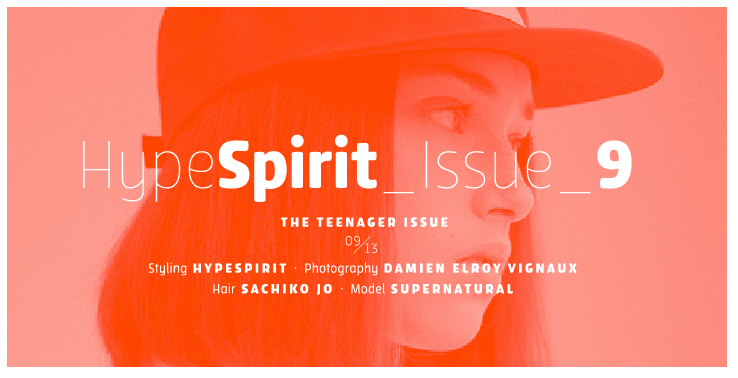 HypeSpirit_Issue_9
THE TEENAGER ISSUE
09/13
Styling HYPESPIRIT · Photography DAMIEN ELROY VIGNAUX
Hair SACHIKO JO · Model SUPERNATURAL